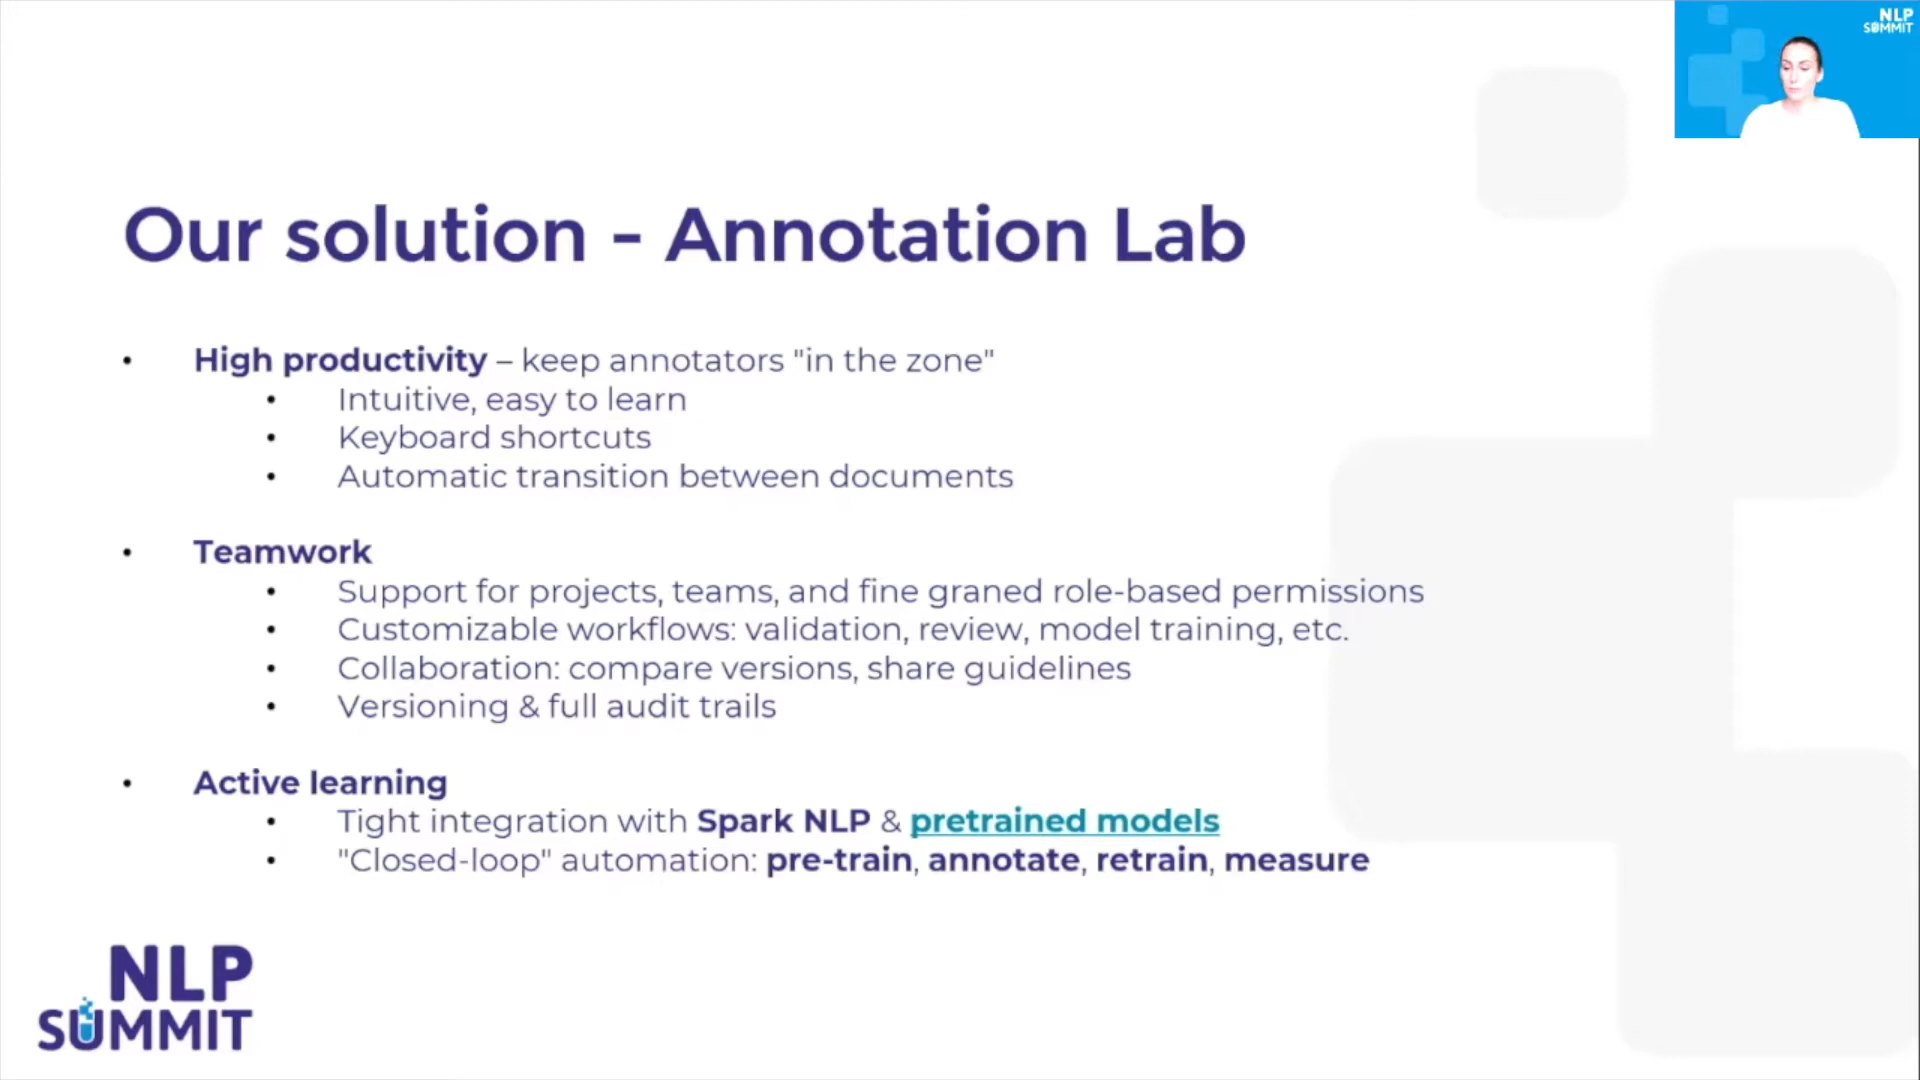 NLP
SUMMIT
Our solution - Annotation Lab
• High productivity – keep annotators "in the zone"
• Intuitive, easy to learn
• Keyboard shortcuts
• Automatic transition between documents
• Teamwork
• Support for projects, teams, and fine graned role-based permissions
• Customizable workflows: validation, review, model training, etc.
• Collaboration: compare versions, share guidelines
• Versioning & full audit trails
• Active learning
• Tight integration with Spark NLP & pretrained models
• "Closed-loop" automation: pre-train, annotate, retrain, measure
NLP
SUMMIT